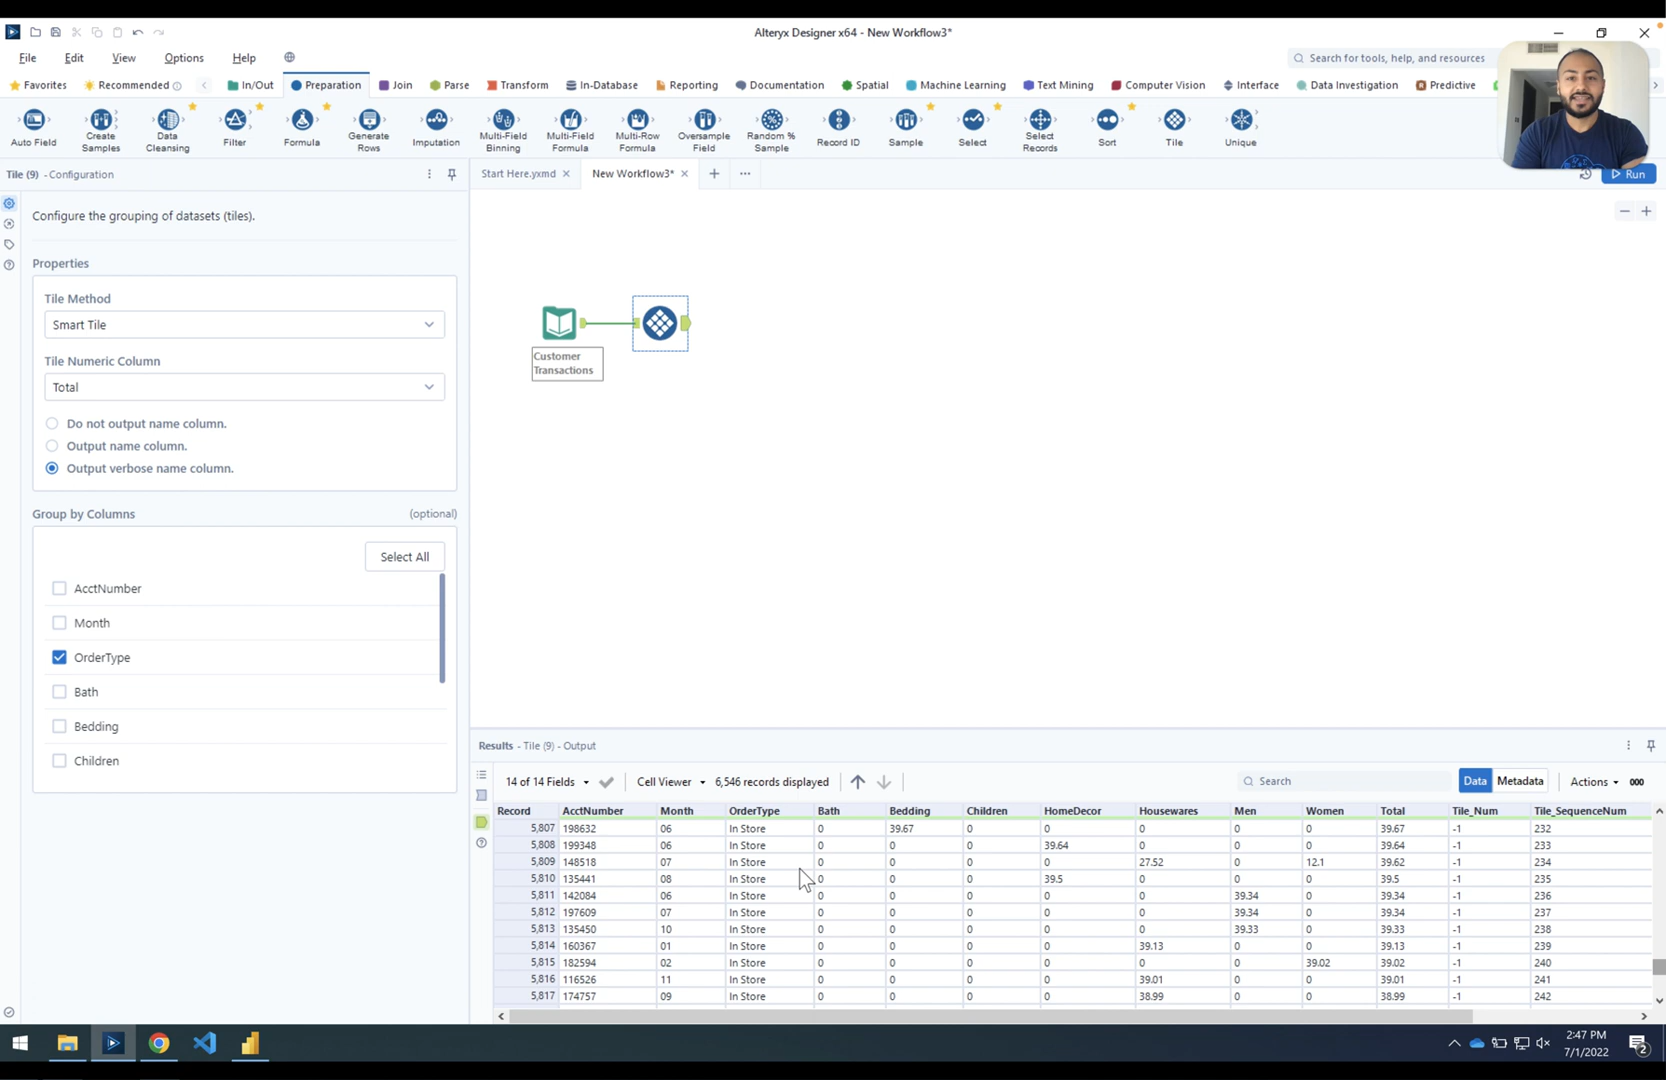 Alteryx Designer x64 - New Workflow3*
File Edit View Options Help
Search for tools, help, and resources
Favorites Recommended In/Out Preparation Join Parse Transform In-Database Reporting Documentation Spatial Machine Learning Text Mining Computer Vision Interface Data Investigation Predictive
Auto Field
Create Samples
Data Cleansing
Filter
Formula
Generate Rows
Imputation
Multi-Field Binning
Multi-Field Formula
Multi-Row Formula
Oversample Field
Random % Sample
Record ID
Sample
Select
Select Records
Sort
Tile
Unique
Tile (9) - Configuration
Start Here.yxmd
New Workflow3*
Run
Configure the grouping of datasets (tiles).
Properties
Tile Method
Smart Tile
Tile Numeric Column
Total
Do not output name column.
Output name column.
Output verbose name column.
Group by Columns (optional)
Select All
AcctNumber
Month
OrderType
Bath
Bedding
Children
Customer
Transactions
Results - Tile (9) - Output
14 of 14 Fields Cell Viewer 6,546 records displayed Search Data Metadata Actions 000
Record AcctNumber Month OrderType Bath Bedding Children HomeDecor Housewares Men Women Total Tile_Num Tile_SequenceNum
5,807 198632 06 In Store 0 39.67 0 0 0 0 0 39.67 -1 232
5,808 199348 06 In Store 0 0 0 39.64 0 0 0 39.64 -1 233
5,809 148518 07 In Store 0 0 0 0 27.52 0 12.1 39.62 -1 234
5,810 135441 08 In Store 0 0 0 39.5 0 0 0 39.5 -1 235
5,811 142084 06 In Store 0 0 0 0 0 39.34 0 39.34 -1 236
5,812 197609 07 In Store 0 0 0 0 0 39.34 0 39.34 -1 237
5,813 135450 10 In Store 0 0 0 0 0 39.33 0 39.33 -1 238
5,814 160367 01 In Store 0 0 0 0 39.13 0 0 39.13 -1 239
5,815 182594 02 In Store 0 0 0 0 0 0 39.02 39.02 -1 240
5,816 116526 11 In Store 0 0 0 0 39.01 0 0 39.01 -1 241
5,817 174757 09 In Store 0 0 0 0 38.99 0 0 38.99 -1 242
2:47 PM
7/1/2022
2